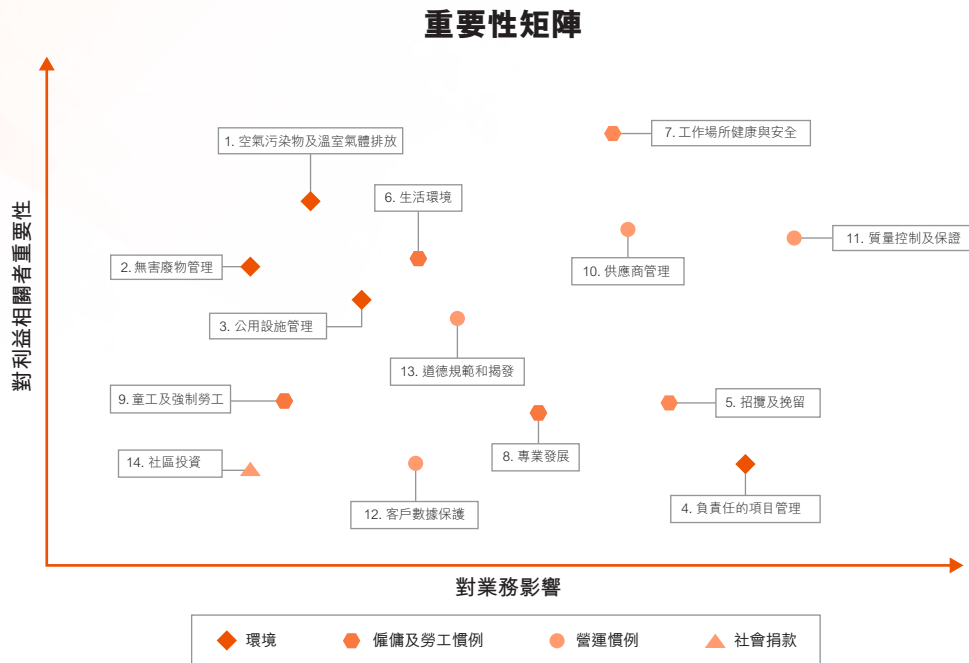 重要性矩陣
對利益相關者重要性
1. 空氣污染物及溫室氣體排放
7. 工作場所健康與安全
6. 生活環境
11. 質量控制及保證
2. 無害廢物管理
10. 供應商管理
3. 公用設施管理
13. 道德規範和揭發
9. 童工及強制勞工
5. 招攬及挽留
8. 專業發展
14. 社區投資
12. 客戶數據保護
4. 負責任的項目管理
對業務影響
環境
僱傭及勞工慣例
營運慣例
社會捐款